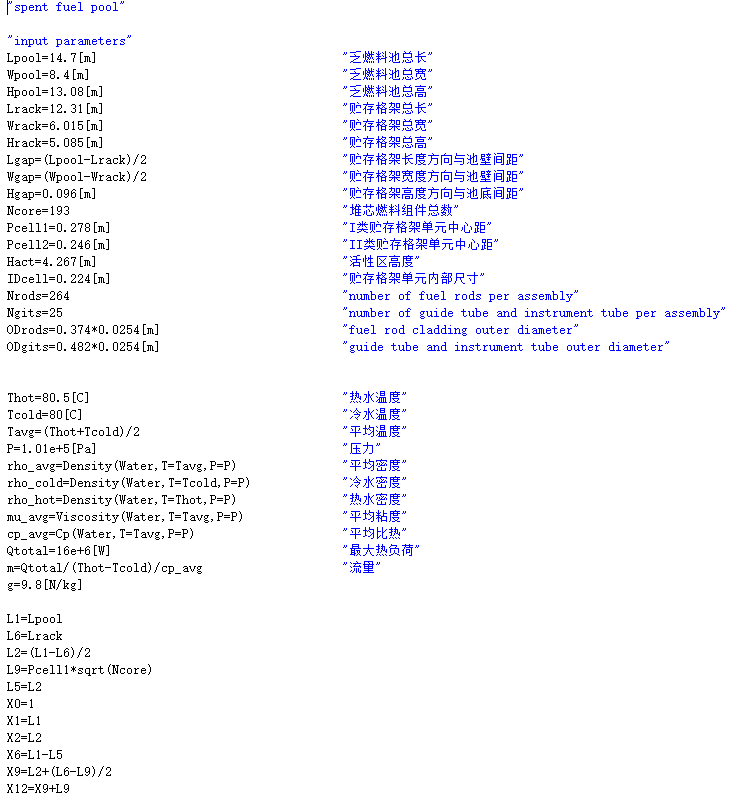 "spent fuel pool"
"input parameters"
Lpool=14.7[m] "乏燃料池总长"
Wpool=8.4[m] "乏燃料池总宽"
Hpool=13.08[m] "乏燃料池总高"
Lrack=12.31[m] "贮存格架总长"
Wrack=6.015[m] "贮存格架总宽"
Hrack=5.085[m] "贮存格架总高"
Lgap=(Lpool-Lrack)/2 "贮存格架长度方向与池壁间距"
Wgap=(Wpool-Wrack)/2 "贮存格架宽度方向与池壁间距"
Hgap=0.096[m] "贮存格架高度方向与池底间距"
Ncore=193 "堆芯燃料组件总数"
Pcell1=0.278[m] "I类贮存格架单元中心距"
Pcell2=0.246[m] "II类贮存格架单元中心距"
Hact=4.267[m] "活性区高度"
IDcell=0.224[m] "贮存格架单元内部尺寸"
Nrods=264 "number of fuel rods per assembly"
Ngits=25 "number of guide tube and instrument tube per assembly"
ODrods=0.374*0.0254[m] "fuel rod cladding outer diameter"
ODgits=0.482*0.0254[m] "guide tube and instrument tube outer diameter"
Thot=80.5[C] "热水温度"
Tcold=80[C] "冷水温度"
Tavg=(Thot+Tcold)/2 "平均温度"
P=1.01e+5[Pa] "压力"
rho_avg=Density(Water,T=Tavg,P=P) "平均密度"
rho_cold=Density(Water,T=Tcold,P=P) "冷水密度"
rho_hot=Density(Water,T=Thot,P=P) "热水密度"
mu_avg=Viscosity(Water,T=Tavg,P=P) "平均粘度"
cp_avg=Cp(Water,T=Tavg,P=P) "平均比热"
Qtotal=16e+6[W] "最大热负荷"
m=Qtotal/(Thot-Tcold)/cp_avg "流量"
g=9.8[N/kg]
L1=Lpool
L6=Lrack
L2=(L1-L6)/2
L9=Pcell1*sqrt(Ncore)
L5=L2
X0=1
X1=L1
X2=L2
X6=L1-L5
X9=L2+(L6-L9)/2
X12=X9+L9